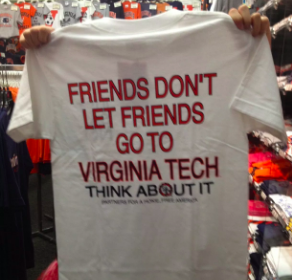 FRIENDS DON'T
LET FRIENDS
GO TO
VIRGINIA TECH
THINK ABOUT IT